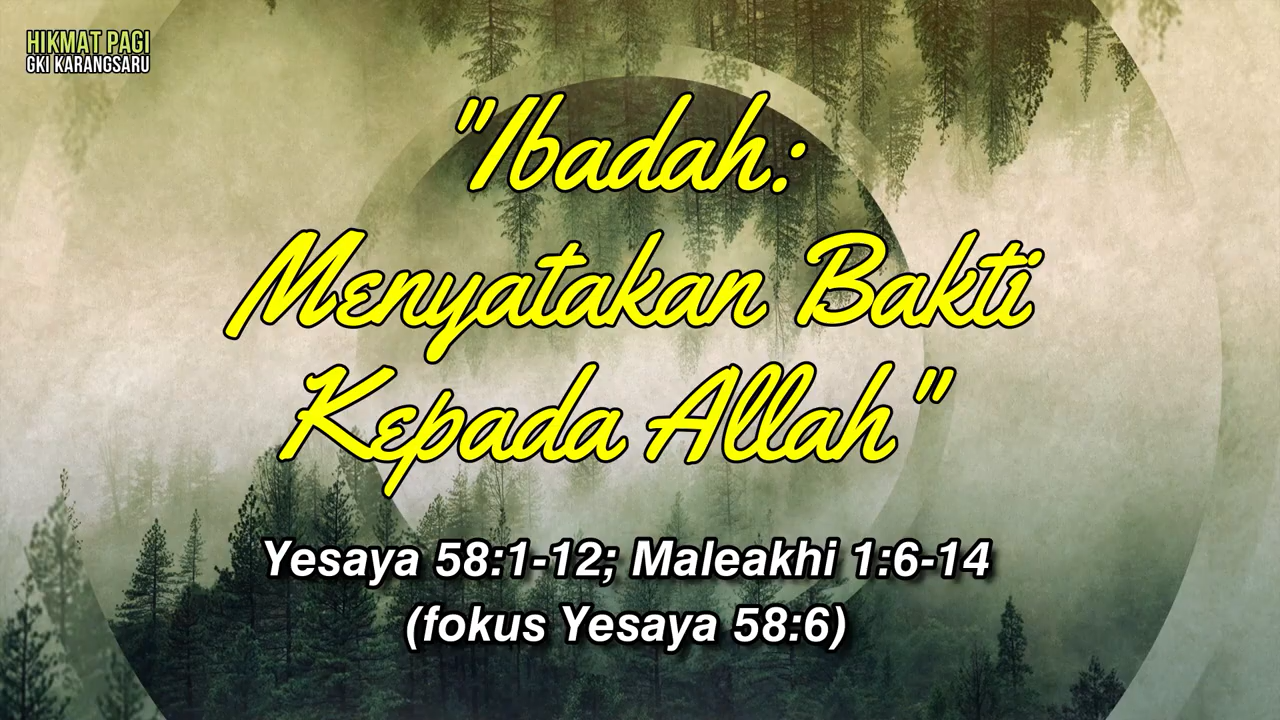 HIKMAT PAGI
GKI KARANGSARU
"Ibadah:
Menyatakan Bakti
Kepada Allah"
Yesaya 58:1-12; Maleakhi 1:6-14
(fokus Yesaya 58:6)